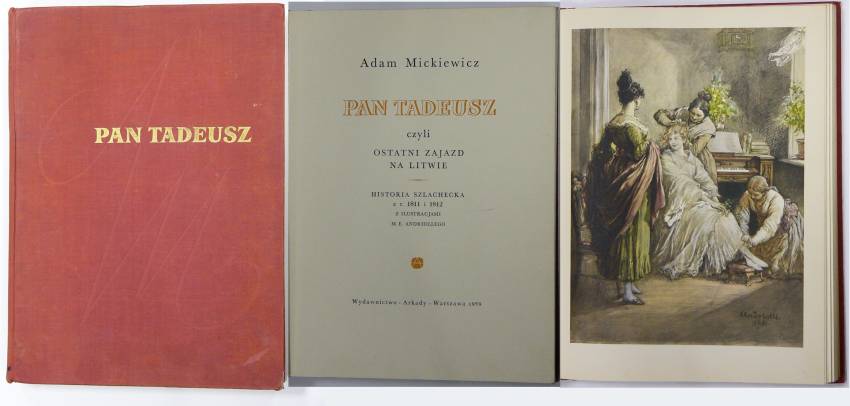 PAN TADEUSZ
Adam Mickiewicz
PAN TADEUSZ
czyli
OSTATNI ZAJAZD
NA LITWIE
HISTORIA SZLACHECKA
z r. 1811 i 1812
Z ILUSTRACJAMI
M. E. ANDRIOLLEGO
Wydawnictwo - Arkady - Warszawa 1959